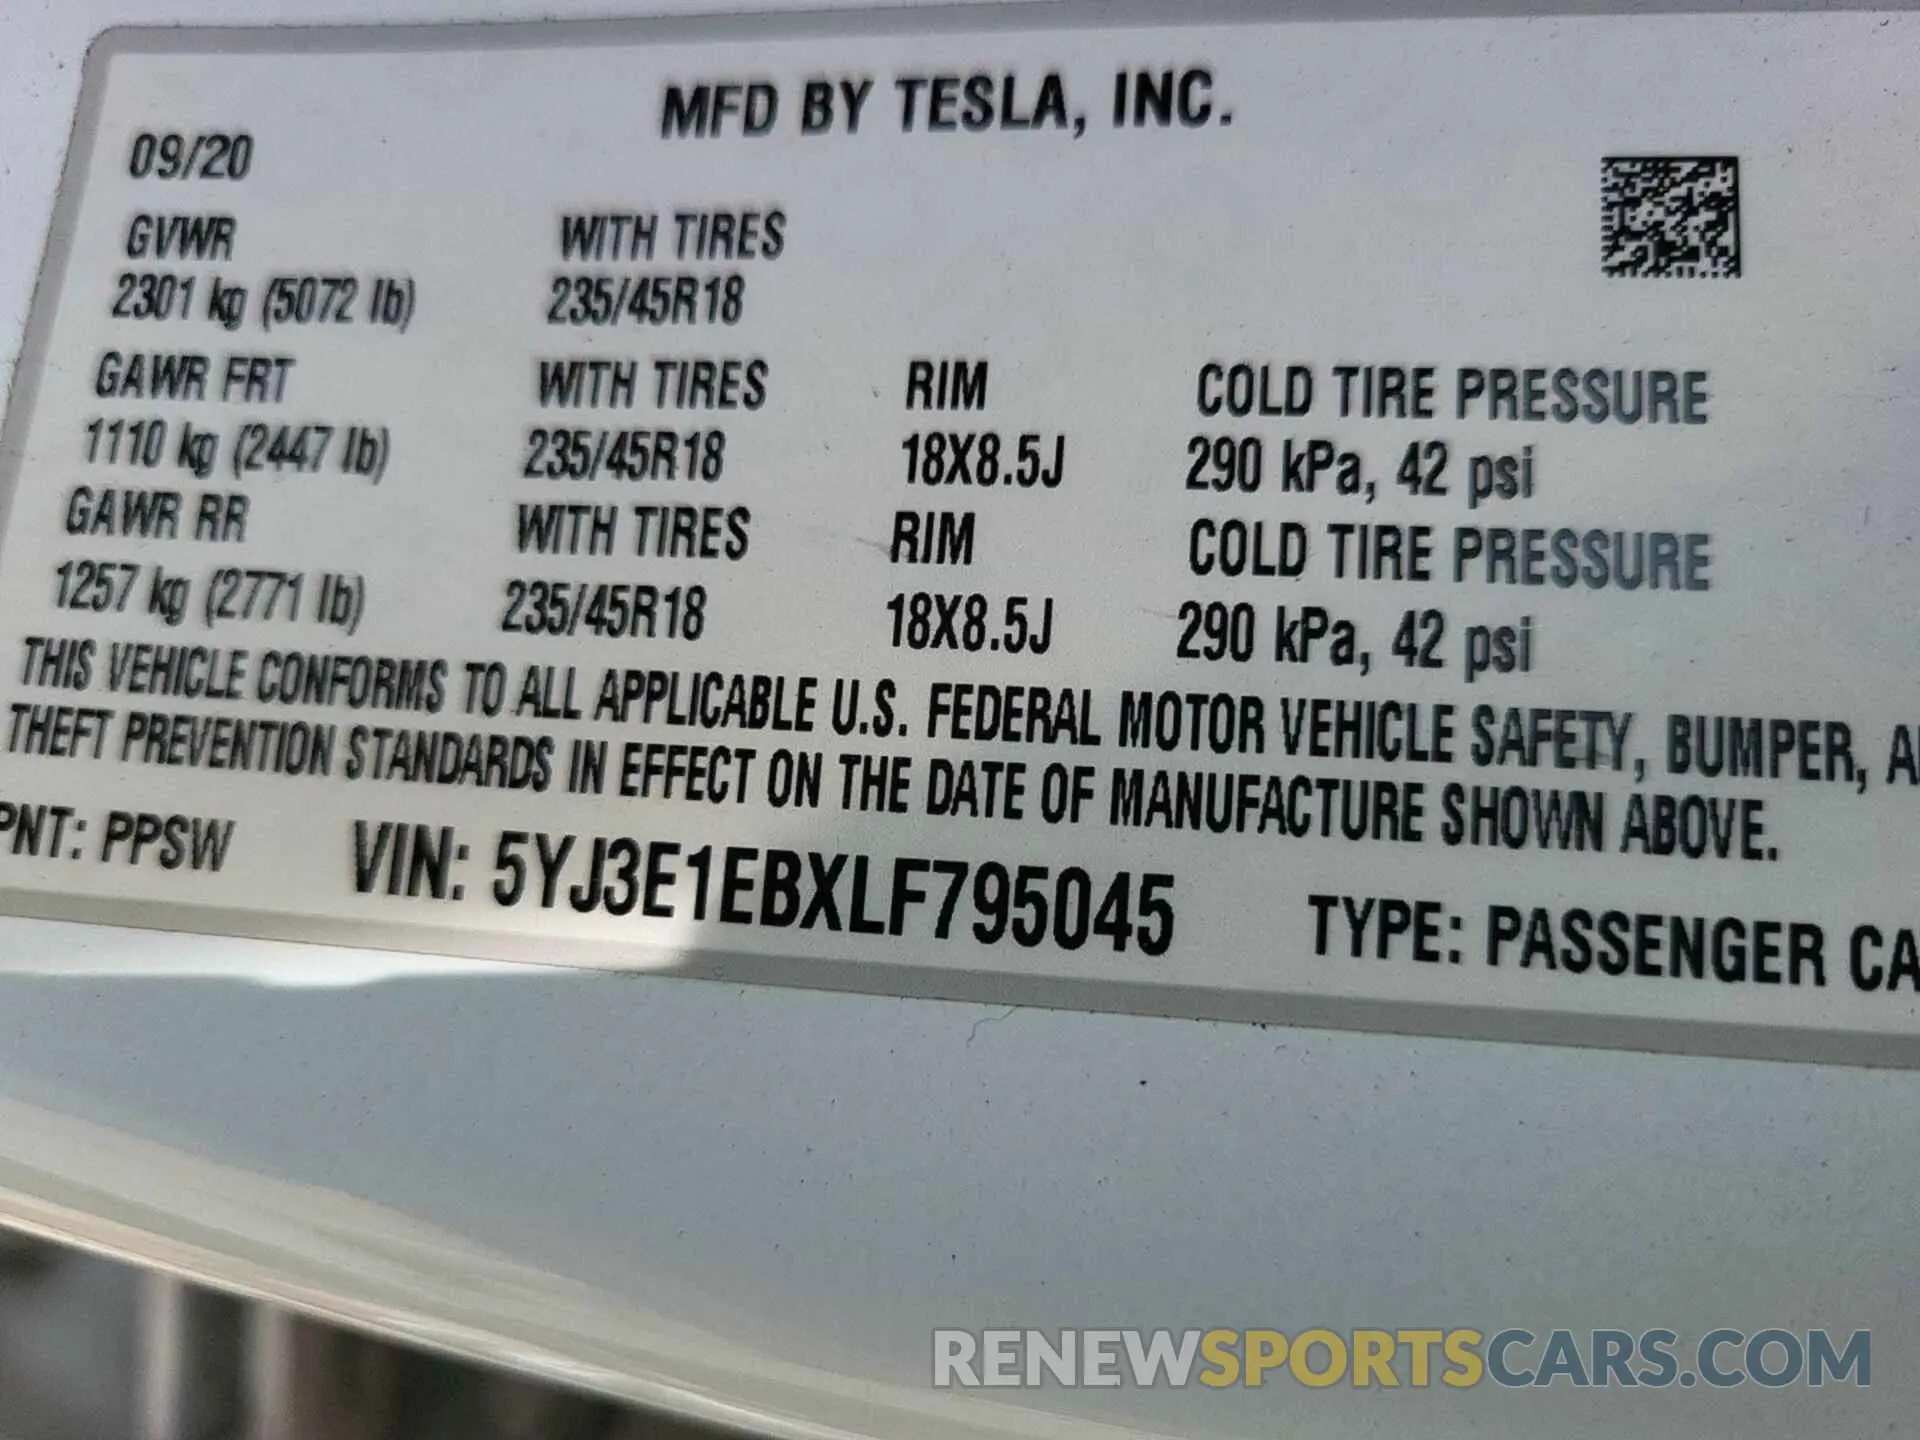 MFD BY TESLA, INC.
09/20
GVWR WITH TIRES
2301 kg (5072 lb) 235/45R18
GAWR FRT WITH TIRES RIM COLD TIRE PRESSURE
1110 kg (2447 lb) 235/45R18 18X8.5J 290 kPa, 42 psi
GAWR RR WITH TIRES RIM COLD TIRE PRESSURE
1257 kg (2771 lb) 235/45R18 18X8.5J 290 kPa, 42 psi
THIS VEHICLE CONFORMS TO ALL APPLICABLE U.S. FEDERAL MOTOR VEHICLE SAFETY, BUMPER,
THEFT PREVENTION STANDARDS IN EFFECT ON THE DATE OF MANUFACTURE SHOWN ABOVE.
PNT: PPSW VIN: 5YJ3E1EBXLF795045 TYPE: PASSENGER CA
RENEWSPORTSCARS.COM